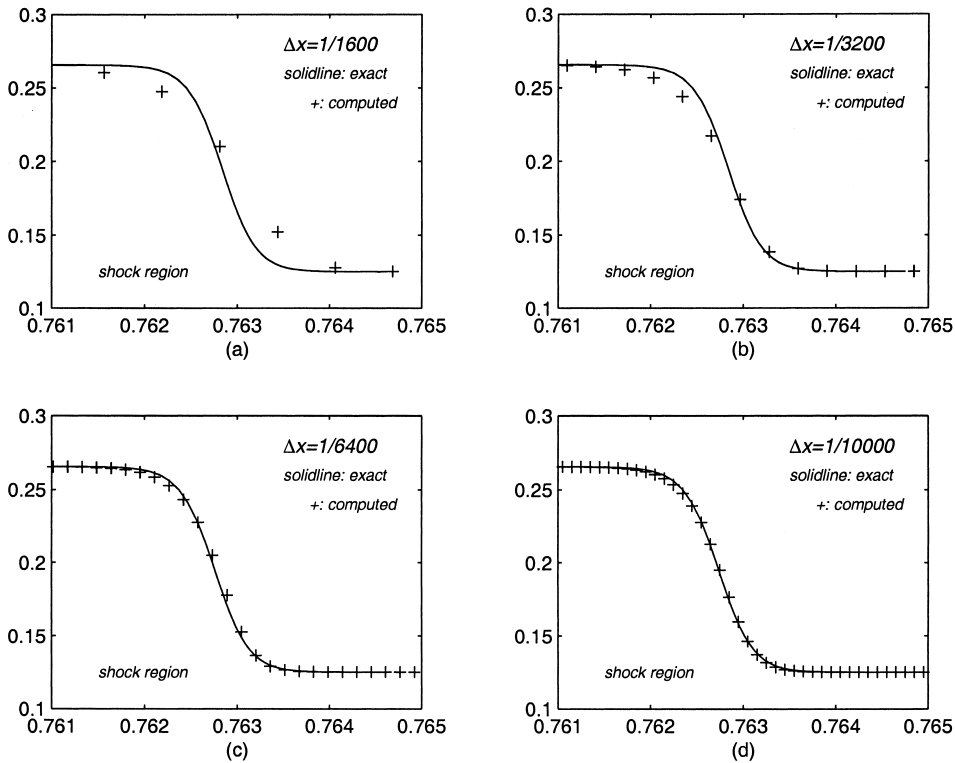 0.3
0.25
0.2
0.15
0.1
Δx=1/1600
solidline: exact
+: computed
shock region
0.761 0.762 0.763 0.764 0.765
(a)
0.3
0.25
0.2
0.15
0.1
Δx=1/3200
solidline: exact
+: computed
shock region
0.761 0.762 0.763 0.764 0.765
(b)
0.3
0.25
0.2
0.15
0.1
Δx=1/6400
solidline: exact
+: computed
shock region
0.761 0.762 0.763 0.764 0.765
(c)
0.3
0.25
0.2
0.15
0.1
Δx=1/10000
solidline: exact
+: computed
shock region
0.761 0.762 0.763 0.764 0.765
(d)